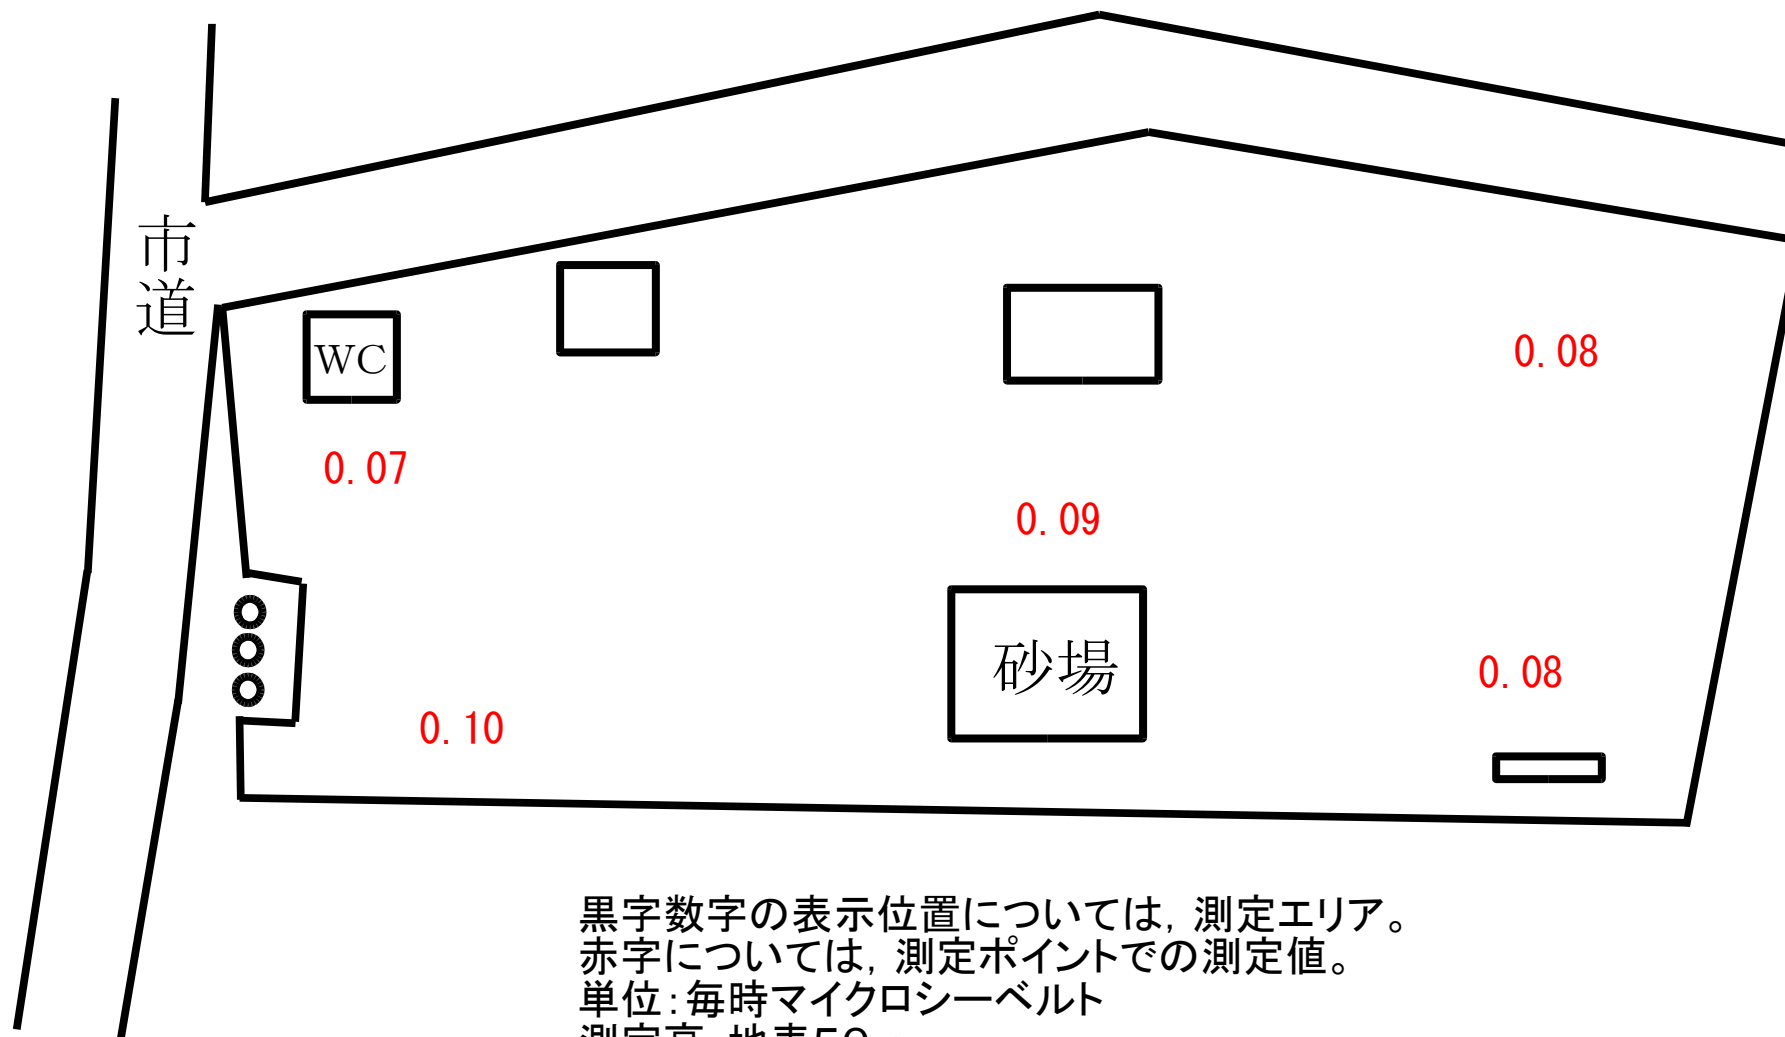 市道
WC
0.08
0.07
0.09
砂場
0.08
0.10
黒字数字の表示位置については, 測定エリア。
赤字については, 測定ポイントでの測定値。
単位:毎時マイクロシーベルト